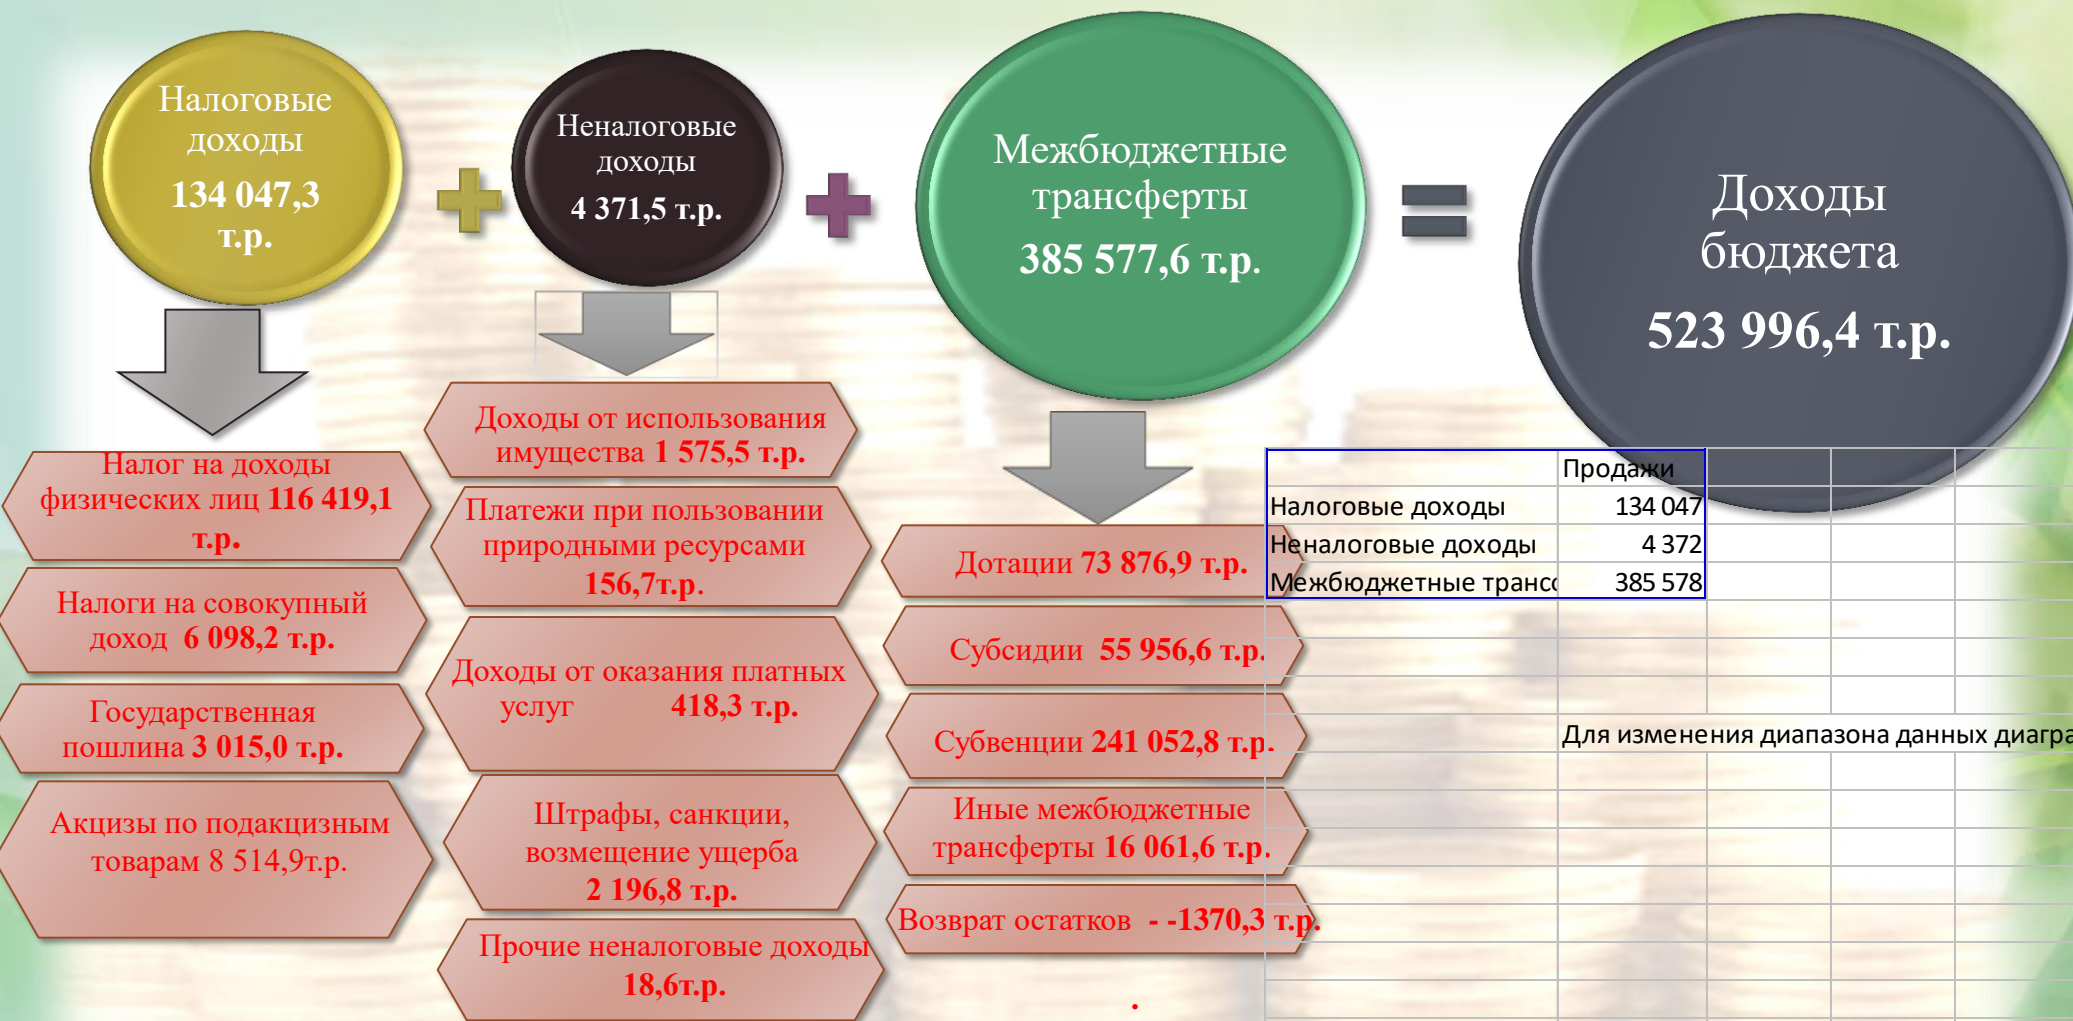 Налоговые
доходы
134 047,3
т.р.
Неналоговые
доходы
4 371,5 т.р.
Межбюджетные
трансферты
385 577,6 т.р.
Доходы
бюджета
523 996,4 т.р.
Налог на доходы
физических лиц 116 419,1
т.р.
Налоги на совокупный
доход 6 098,2 т.р.
Государственная
пошлина 3 015,0 т.р.
Акцизы по подакцизным
товарам 8 514,9т.р.
Доходы от использования
имущества 1 575,5 т.р.
Платежи при пользовании
природными ресурсами
156,7т.р.
Доходы от оказания платных
услуг 418,3 т.р.
Штрафы, санкции,
возмещение ущерба
2 196,8 т.р.
Прочие неналоговые доходы
18,6т.р.
Дотации 73 876,9 т.р.
Субсидии 55 956,6 т.р.
Субвенции 241 052,8 т.р.
Иные межбюджетные
трансферты 16 061,6 т.р.
Возврат остатков - -1370,3 т.р.
.
Продажи
Налоговые доходы 134 047
Неналоговые доходы 4 372
Межбюджетные 385 578
Для изменения диапазона данных